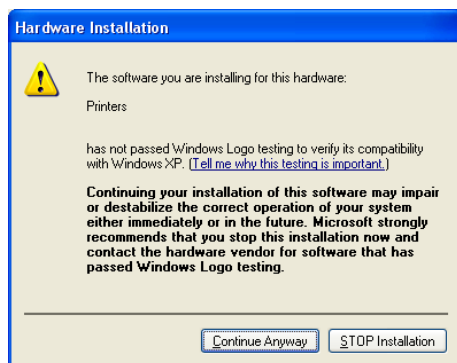 Hardware Installation
The software you are installing for this hardware:
Printers
has not passed Windows Logo testing to verify its compatibility
with Windows XP. (Tell me why this testing is important.)
Continuing your installation of this software may impair
or destabilize the correct operation of your system
either immediately or in the future. Microsoft strongly
recommends that you stop this installation now and
contact the hardware vendor for software that has
passed Windows Logo testing.
Continue Anyway
STOP Installation